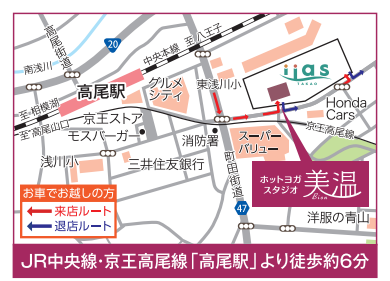 高尾街道
20
至・八王子
中央本線
南浅川
高尾駅
グルメ
シティ
東浅川小
iias
TAKAO
至・相模湖
至・高尾山口
京王ストア
モスバーガー
消防署
Honda
Cars
京王高尾線
スーパー
バリュー
浅川小
三井住友銀行
町田街道
ホットヨガ
スタジオ
美温
Bion
お車でお越しの方
来店ルート
退店ルート
47
洋服の青山
JR中央線・京王高尾線「高尾駅」より徒歩約6分